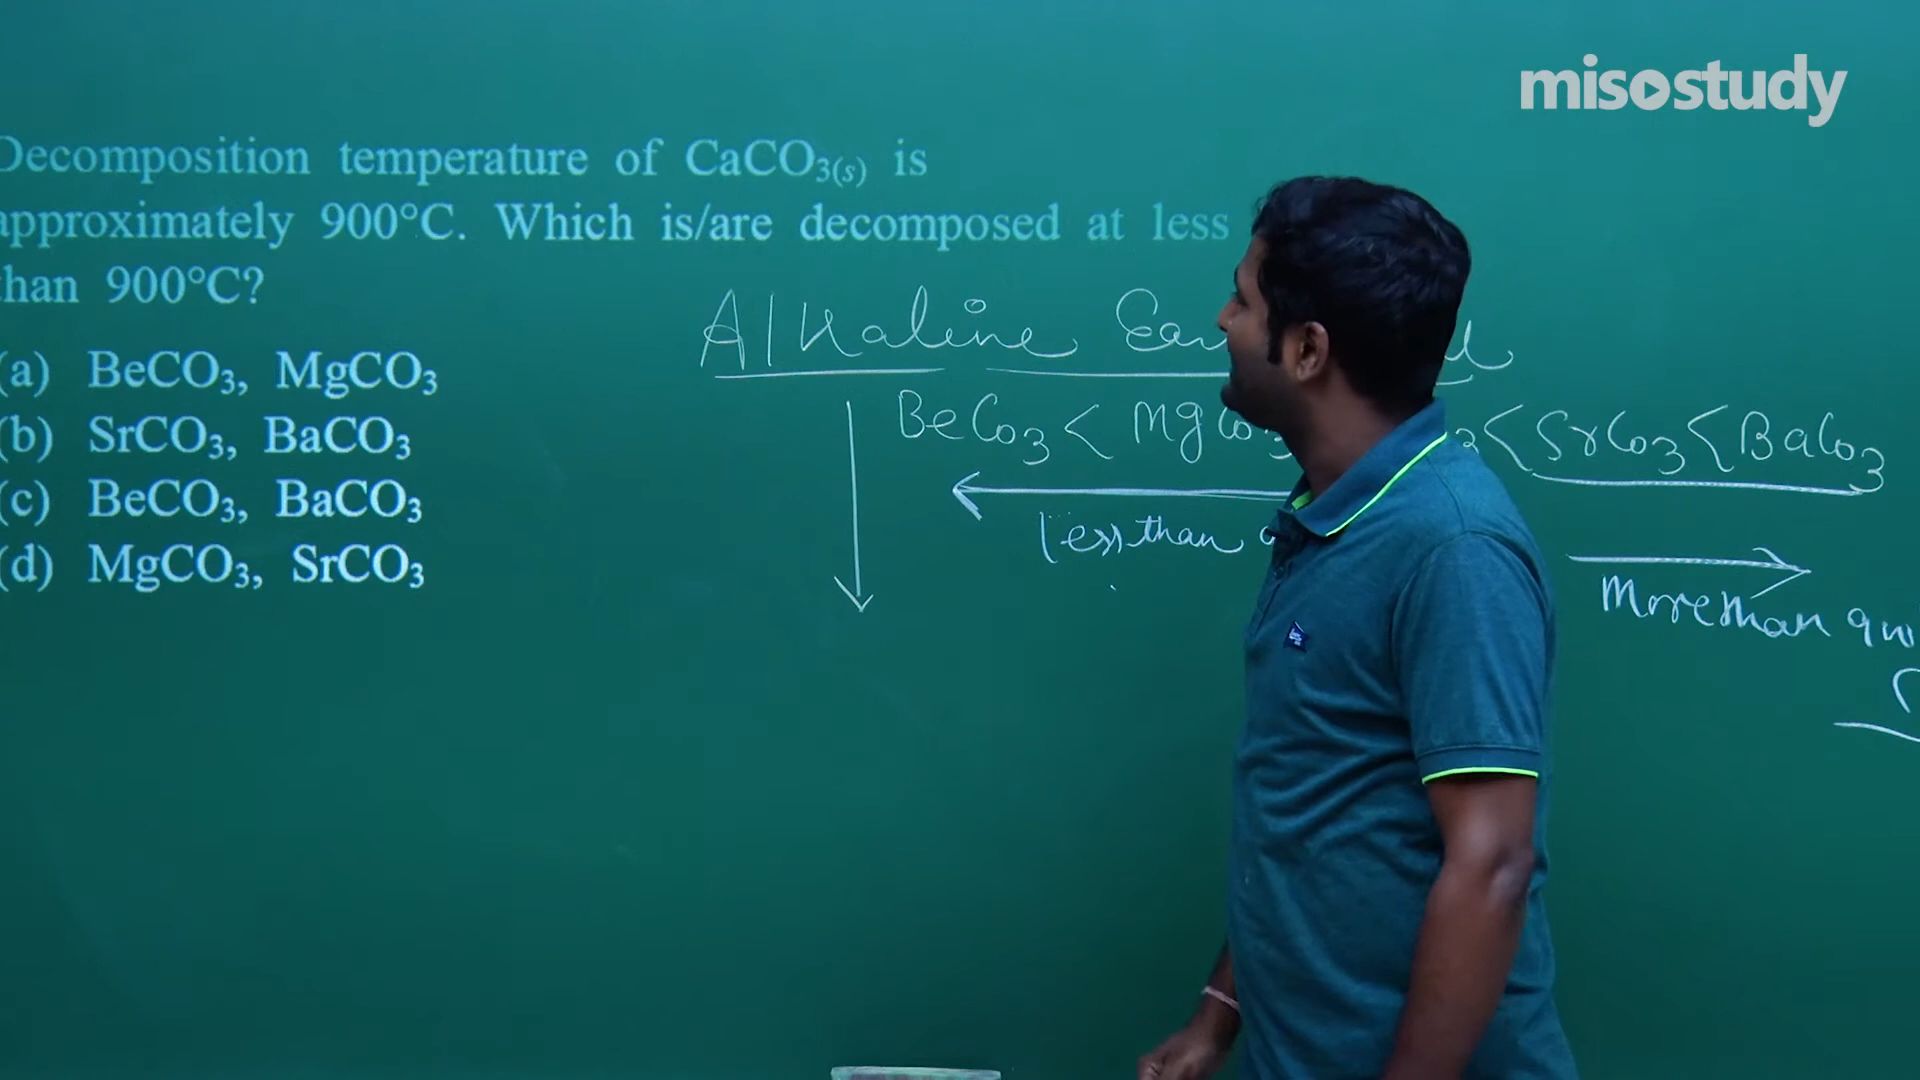 misostudy
Decomposition temperature of CaCO₃(s) is
approximately 900°C. Which is/are decomposed at less
than 900°C?
(a) BeCO₃, MgCO₃
(b) SrCO₃, BaCO₃
(c) BeCO₃, BaCO₃
(d) MgCO₃, SrCO₃
Alkaline
BeCo₃ < MgCo₃ < SrCo₃ < BaCo₃
less than
More than